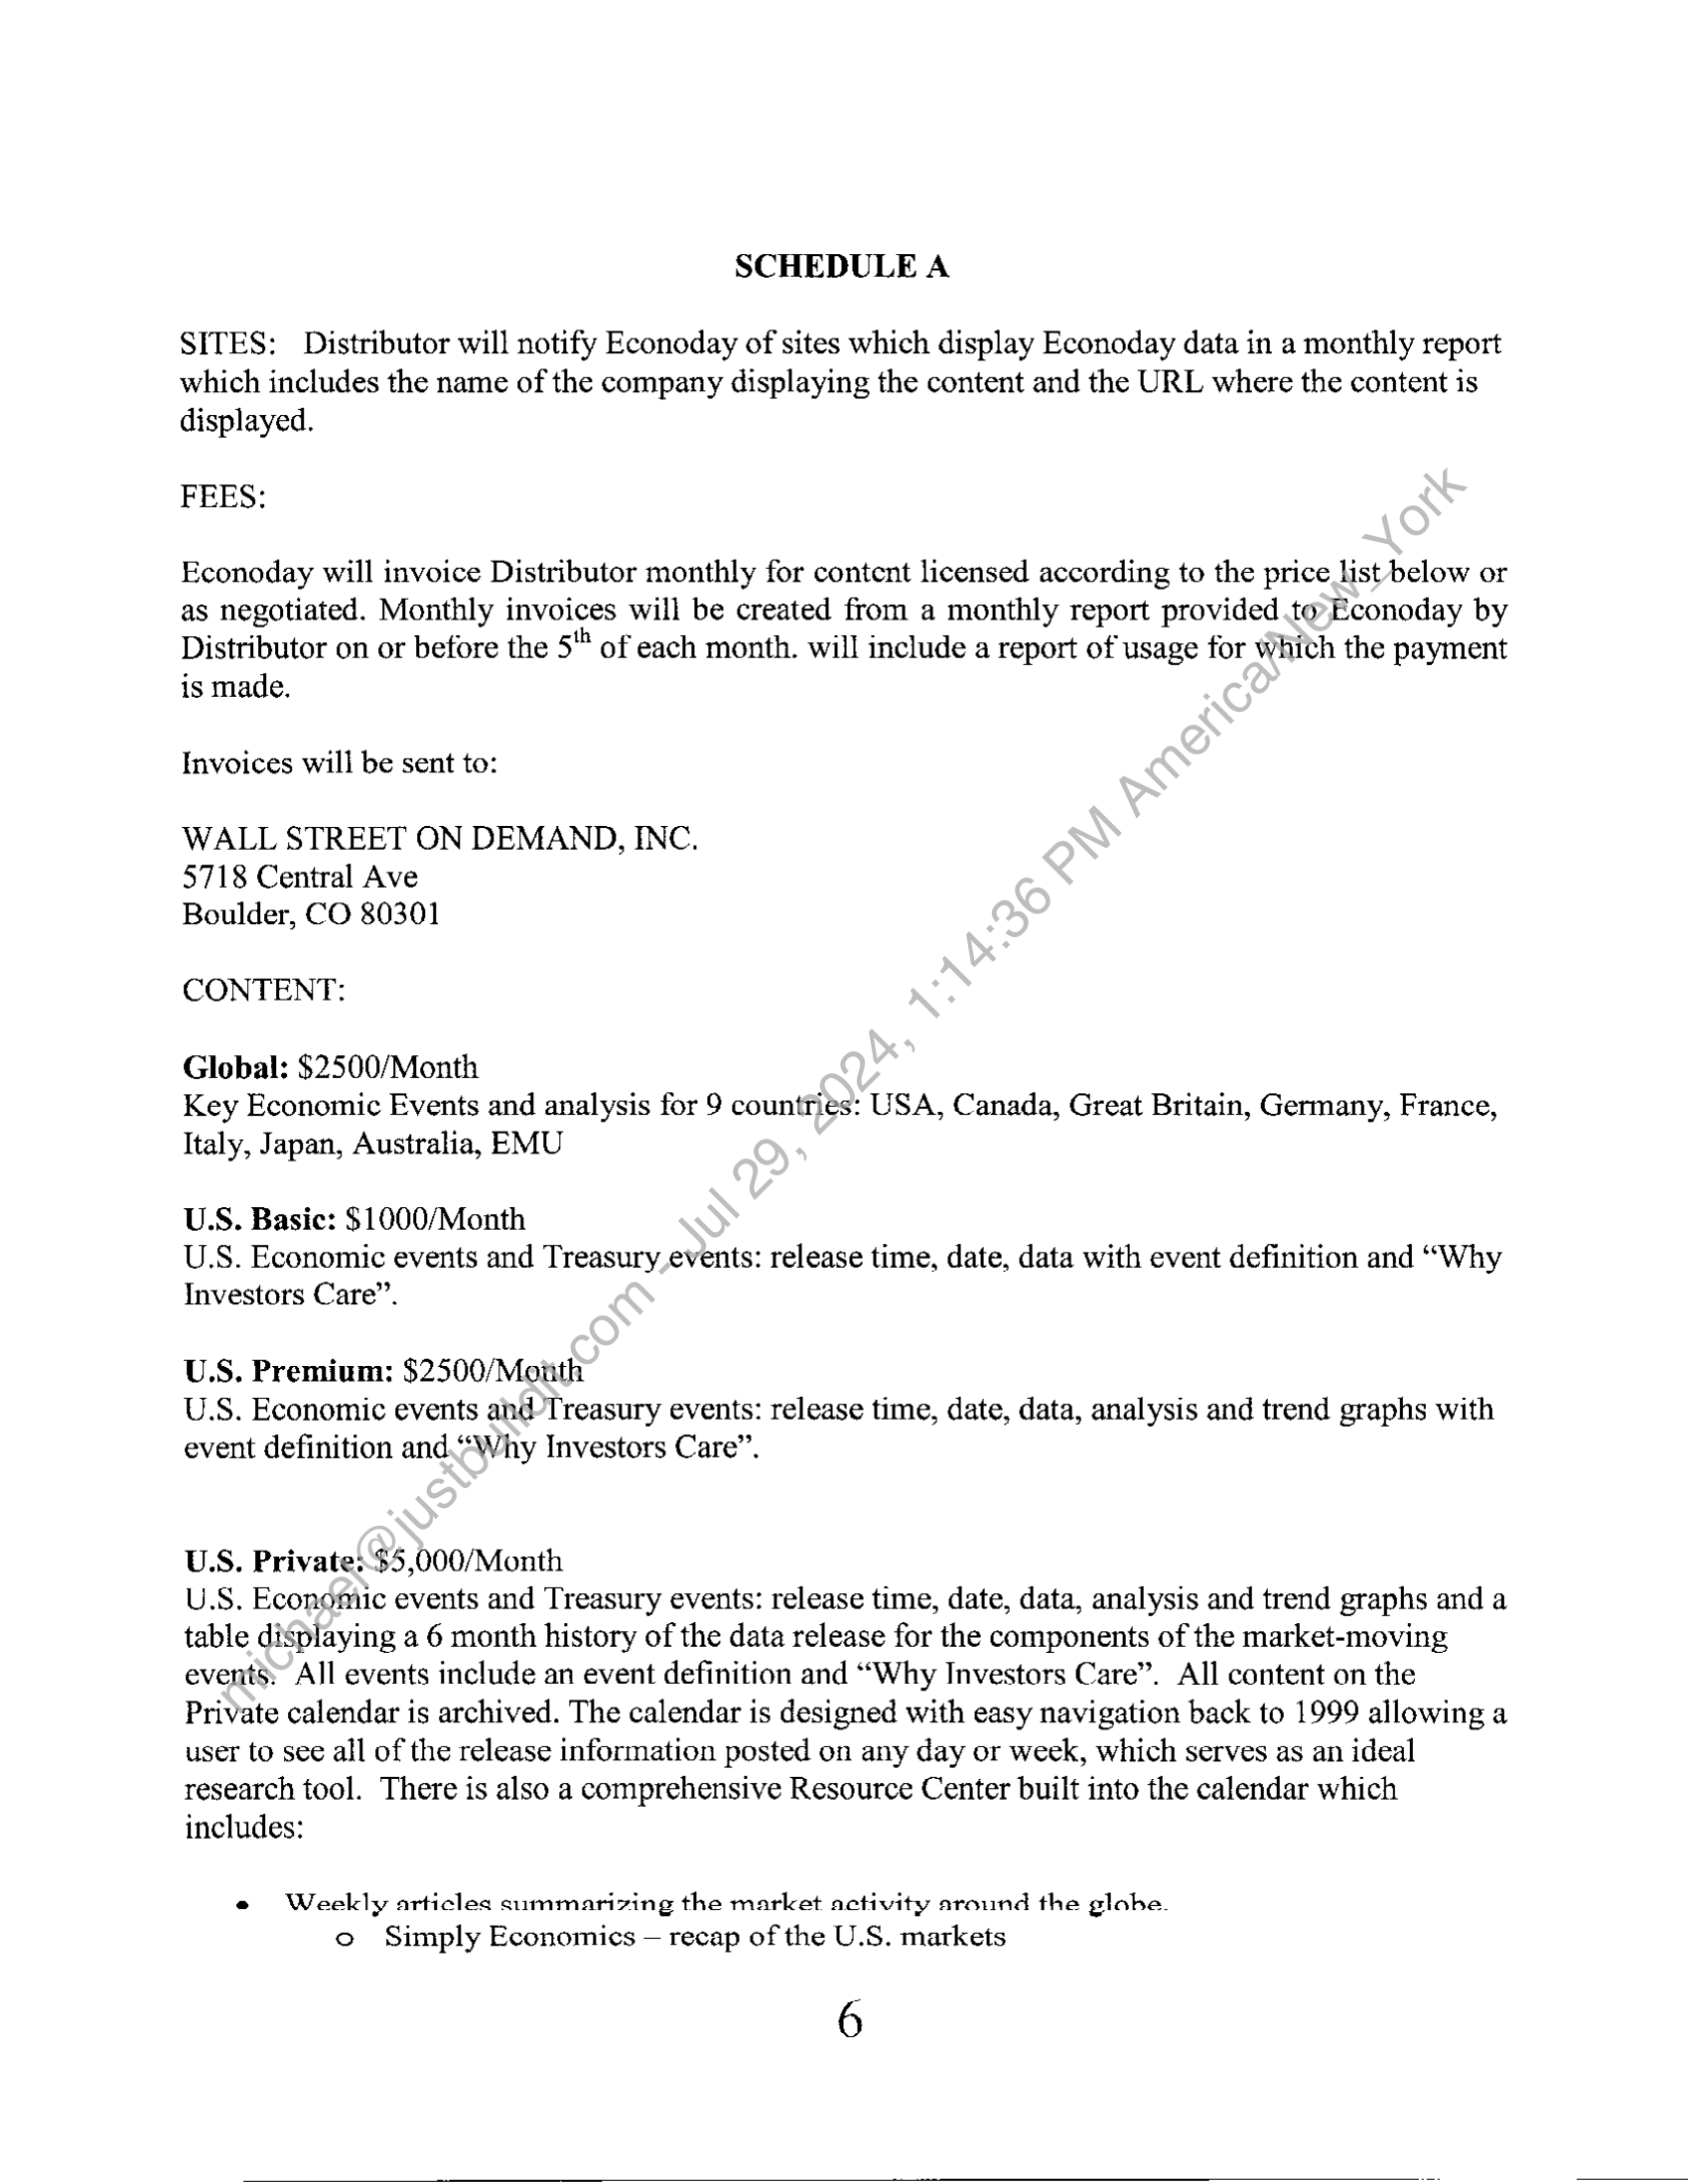 SCHEDULE A
SITES: Distributor will notify Econoday of sites which display Econoday data in a monthly report
which includes the name of the company displaying the content and the URL where the content is
displayed.
FEES:
Econoday will invoice Distributor monthly for content licensed according to the price list below or
as negotiated. Monthly invoices will be created from a monthly report provided to Econoday by
Distributor on or before the 5th of each month. will include a report of usage for which the payment
is made.
Invoices will be sent to:
WALL STREET ON DEMAND, INC.
5718 Central Ave
Boulder, CO 80301
CONTENT:
Global: $2500/Month
Key Economic Events and analysis for 9 countries: USA, Canada, Great Britain, Germany, France,
Italy, Japan, Australia, EMU
U.S. Basic: $1000/Month
U.S. Economic events and Treasury events: release time, date, data with event definition and “Why
Investors Care”.
U.S. Premium: $2500/Month
U.S. Economic events and Treasury events: release time, date, data, analysis and trend graphs with
event definition and “Why Investors Care”.
U.S. Private: $5,000/Month
U.S. Economic events and Treasury events: release time, date, data, analysis and trend graphs and a
table displaying a 6 month history of the data release for the components of the market-moving
events. All events include an event definition and “Why Investors Care”. All content on the
Private calendar is archived. The calendar is designed with easy navigation back to 1999 allowing a
user to see all of the release information posted on any day or week, which serves as an ideal
research tool. There is also a comprehensive Resource Center built into the calendar which
includes:
• Weekly articles summarizing the market activity around the globe.
o Simply Economics – recap of the U.S. markets
6
michael@justbuildit.com - Jul 29, 2024, 1:14:36 PM America/New_York